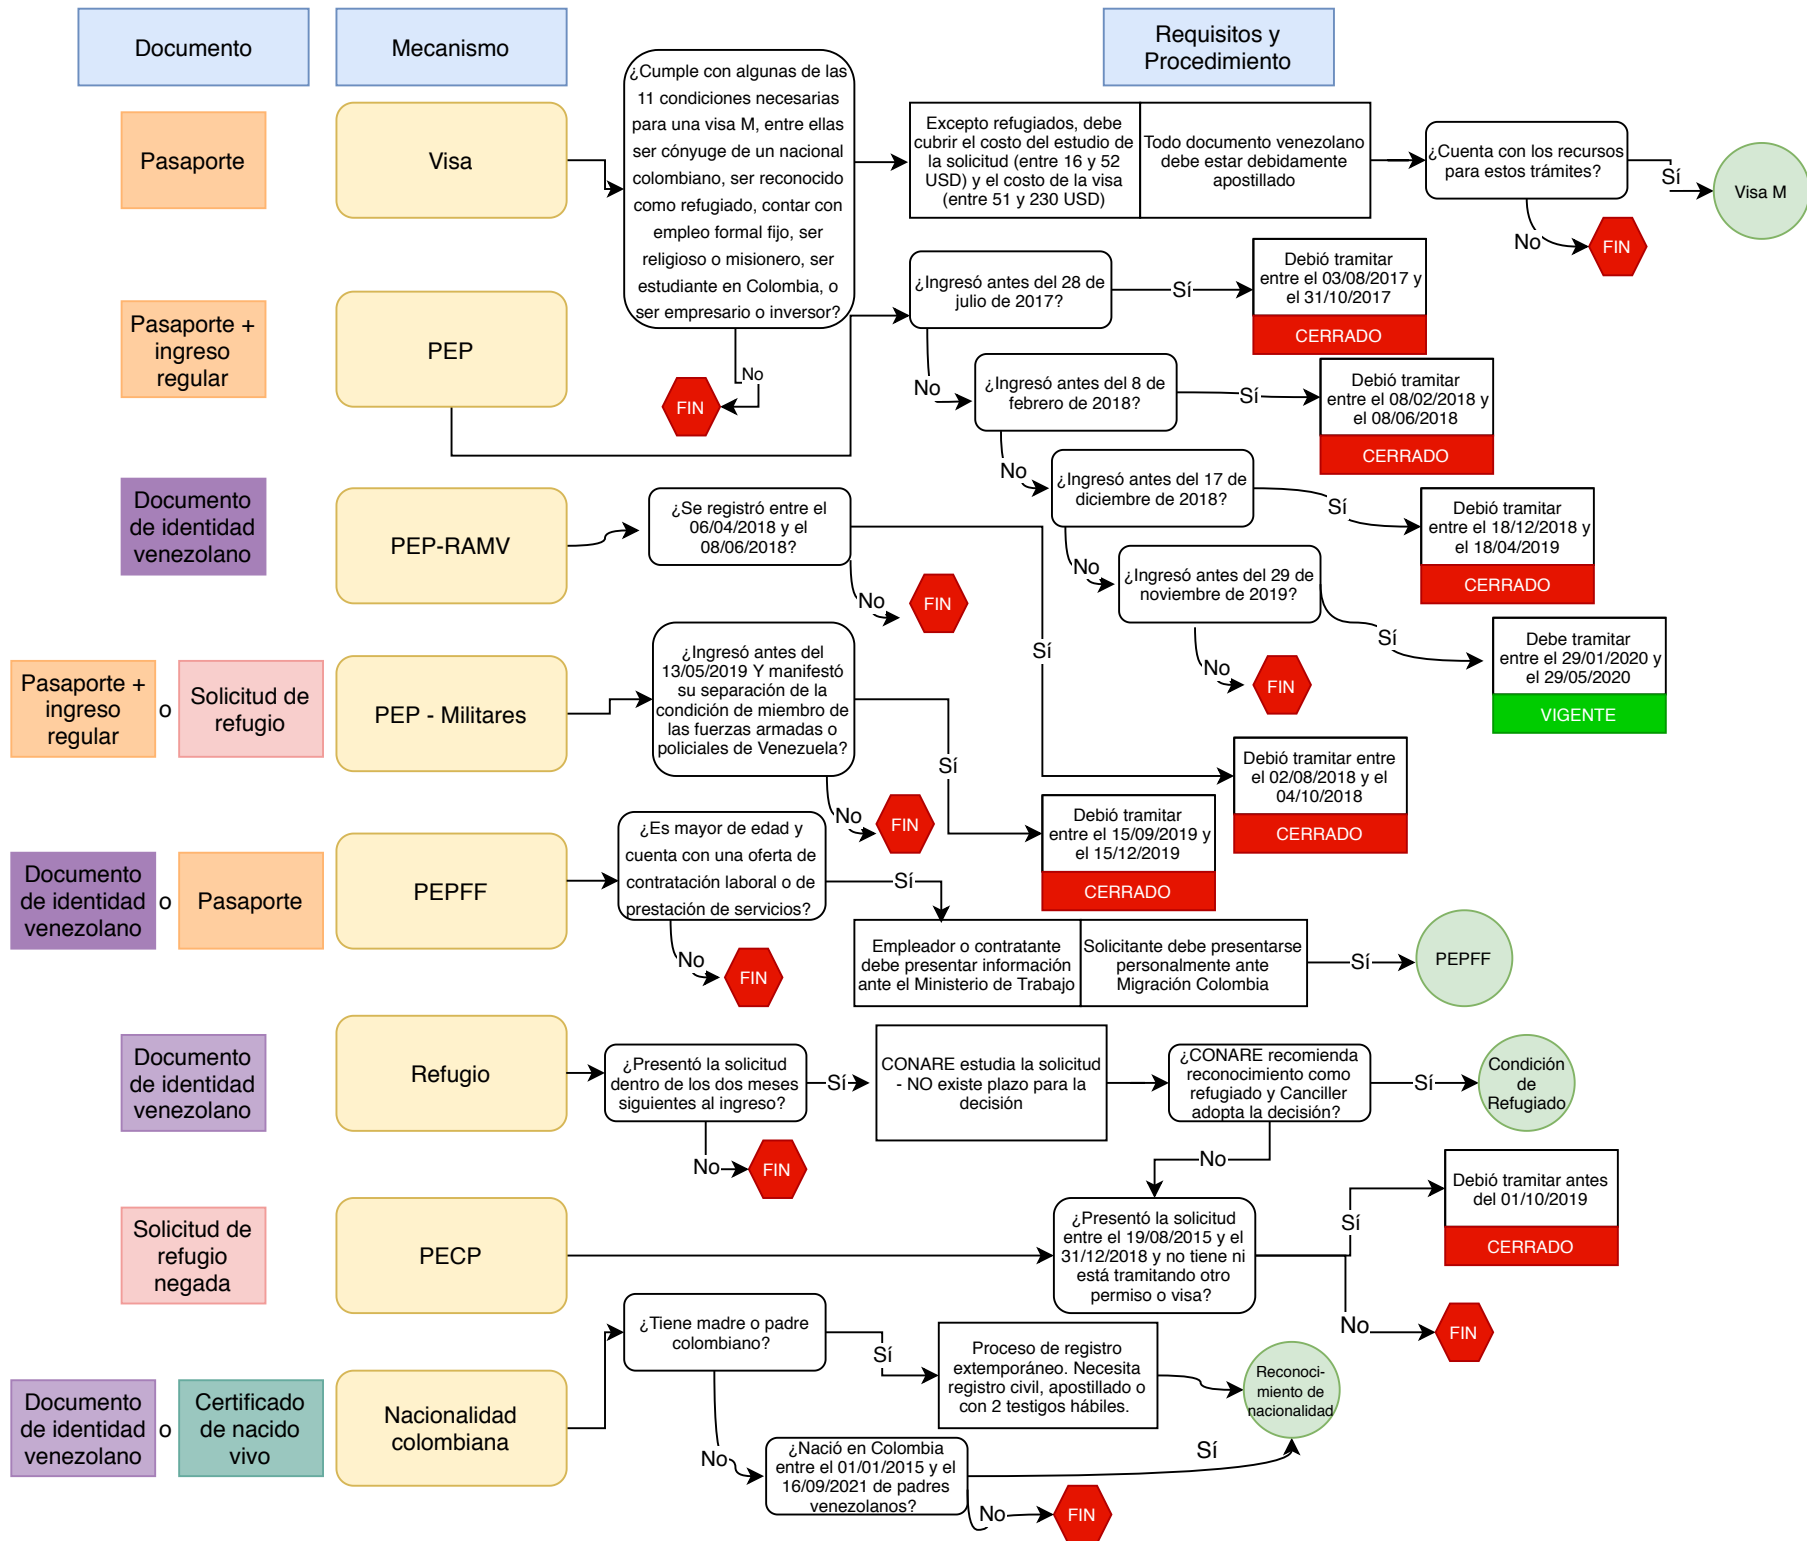 Documento
Mecanismo
Requisitos y
Procedimiento
Pasaporte
Visa
¿Cumple con algunas de las
11 condiciones necesarias
para una visa M, entre ellas
ser cónyuge de un nacional
colombiano, ser reconocido
como refugiado, contar con
empleo formal fijo, ser
religioso o misionero, ser
estudiante en Colombia, o
ser empresario o inversor?
No
FIN
Excepto refugiados, debe
cubrir el costo del estudio de
la solicitud (entre 16 y 52
USD) y el costo de la visa
(entre 51 y 230 USD)
Todo documento venezolano
debe estar debidamente
apostillado
¿Cuenta con los recursos
para estos trámites?
Sí
Visa M
No
FIN
Pasaporte +
ingreso
regular
PEP
¿Ingresó antes del 28 de
julio de 2017?
Sí
Debió tramitar
entre el 03/08/2017 y
el 31/10/2017
CERRADO
No
¿Ingresó antes del 8 de
febrero de 2018?
Sí
Debió tramitar
entre el 08/02/2018 y
el 08/06/2018
CERRADO
No
¿Ingresó antes del 17 de
diciembre de 2018?
Sí
Debió tramitar
entre el 18/12/2018 y
el 18/04/2019
CERRADO
No
¿Ingresó antes del 29 de
noviembre de 2019?
Sí
Debe tramitar
entre el 29/01/2020 y
el 29/05/2020
VIGENTE
No
FIN
Documento
de identidad
venezolano
PEP-RAMV
¿Se registró entre el
06/04/2018 y el
08/06/2018?
No
FIN
Sí
Debió tramitar entre
el 02/08/2018 y el
04/10/2018
CERRADO
Pasaporte +
ingreso
regular
o
Solicitud de
refugio
PEP - Militares
¿Ingresó antes del
13/05/2019 Y manifestó
su separación de la
condición de miembro de
las fuerzas armadas o
policiales de Venezuela?
No
FIN
Sí
Debió tramitar
entre el 15/09/2019 y
el 15/12/2019
CERRADO
Documento
de identidad
venezolano
o
Pasaporte
PEPFF
¿Es mayor de edad y
cuenta con una oferta de
contratación laboral o de
prestación de servicios?
Sí
No
FIN
Empleador o contratante
debe presentar información
ante el Ministerio de Trabajo
Solicitante debe presentarse
personalmente ante
Migración Colombia
Sí
PEPFF
Documento
de identidad
venezolano
Refugio
¿Presentó la solicitud
dentro de los dos meses
siguientes al ingreso?
Sí
No
FIN
CONARE estudia la solicitud
- NO existe plazo para la
decisión
¿CONARE recomienda
reconocimiento como
refugiado y Canciller
adopta la decisión?
Sí
Condición
de
Refugiado
No
Solicitud de
refugio
negada
PECP
¿Presentó la solicitud
entre el 19/08/2015 y el
31/12/2018 y no tiene ni
está tramitando otro
permiso o visa?
Sí
Debió tramitar antes
del 01/10/2019
CERRADO
No
FIN
Documento
de identidad
venezolano
o
Certificado
de nacido
vivo
Nacionalidad
colombiana
¿Tiene madre o padre
colombiano?
Sí
Proceso de registro
extemporáneo. Necesita
registro civil, apostillado o
con 2 testigos hábiles.
Reconoci-
miento de
nacionalidad
No
¿Nació en Colombia
entre el 01/01/2015 y el
16/09/2021 de padres
venezolanos?
Sí
No
FIN